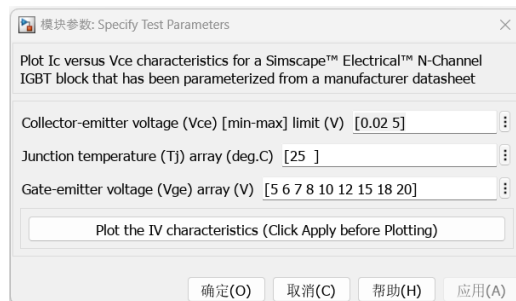 模块参数: Specify Test Parameters
Plot Ic versus Vce characteristics for a Simscape™ Electrical™ N-Channel
IGBT block that has been parameterized from a manufacturer datasheet
Collector-emitter voltage (Vce) [min-max] limit (V) [0.02 5]
Junction temperature (Tj) array (deg.C) [25  ]
Gate-emitter voltage (Vge) array (V) [5 6 7 8 10 12 15 18 20]
Plot the IV characteristics (Click Apply before Plotting)
确定(O) 取消(C) 帮助(H) 应用(A)